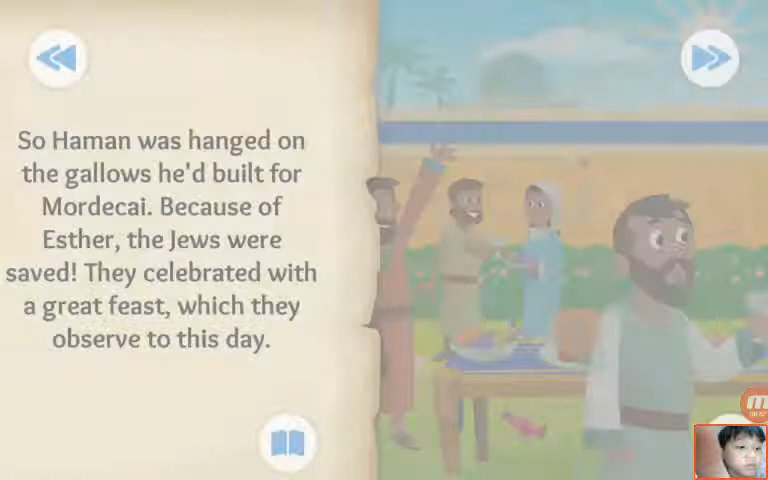 So Haman was hanged on
the gallows he'd built for
Mordecai. Because of
Esther, the Jews were
saved! They celebrated with
a great feast, which they
observe to this day.